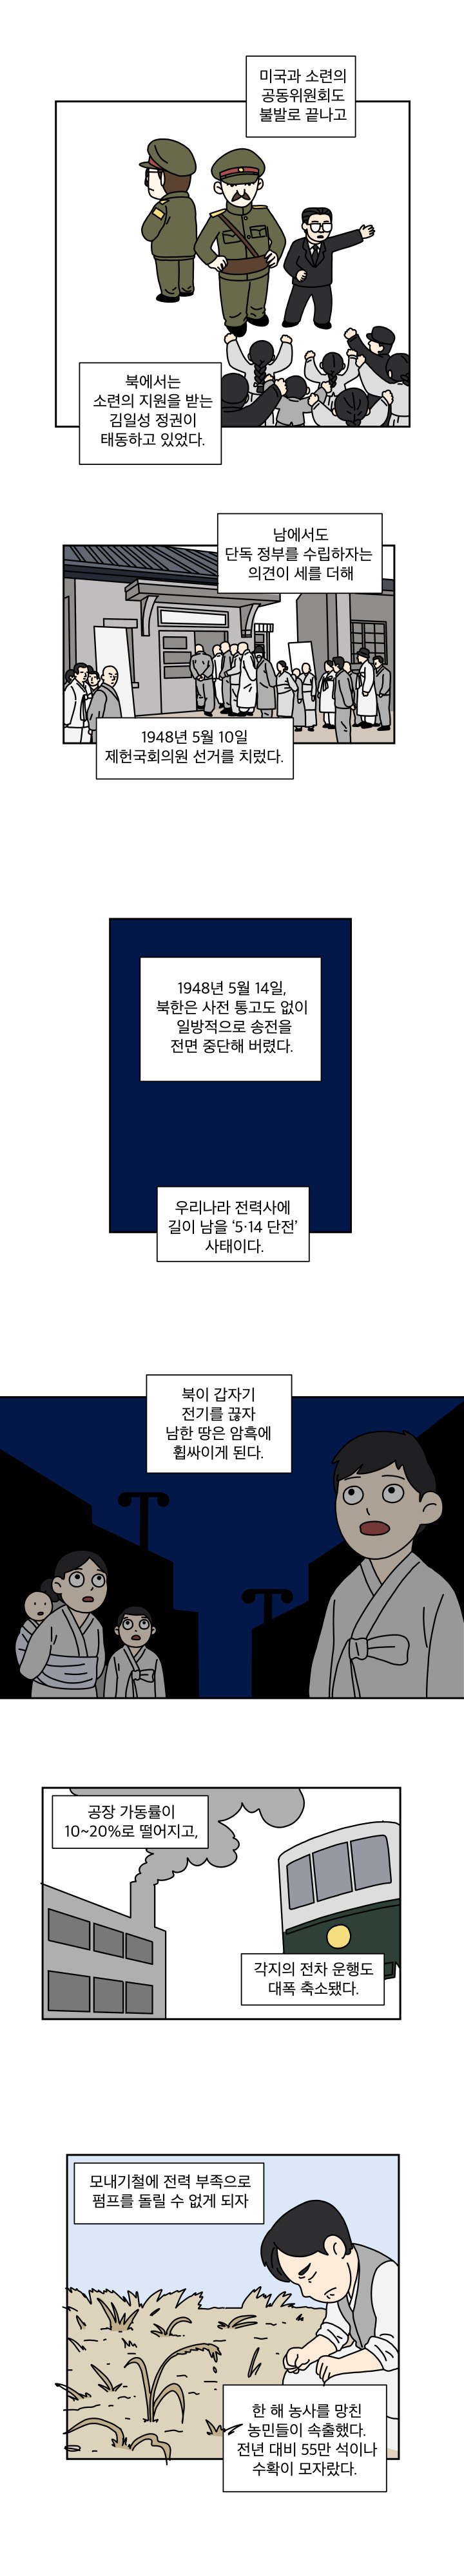 미국과 소련의
공동위원회도
불발로 끝나고
북에서는
소련의 지원을 받는
김일성 정권이
태동하고 있었다.
남에서도
단독 정부를 수립하자는
의견이 세를 더해
1948년 5월 10일
제헌국회의원 선거를 치렀다.
1948년 5월 14일,
북한은 사전 통고도 없이
일방적으로 송전을
전면 중단해 버렸다.
우리나라 전력사에
길이 남을 ‘5·14 단전’
사태이다.
북이 갑자기
전기를 끊자
남한 땅은 암흑에
휩싸이게 된다.
공장 가동률이
10~20%로 떨어지고,
각지의 전차 운행도
대폭 축소됐다.
모내기철에 전력 부족으로
펌프를 돌릴 수 없게 되자
한 해 농사를 망친
농민들이 속출했다.
전년 대비 55만 석이나
수확이 모자랐다.